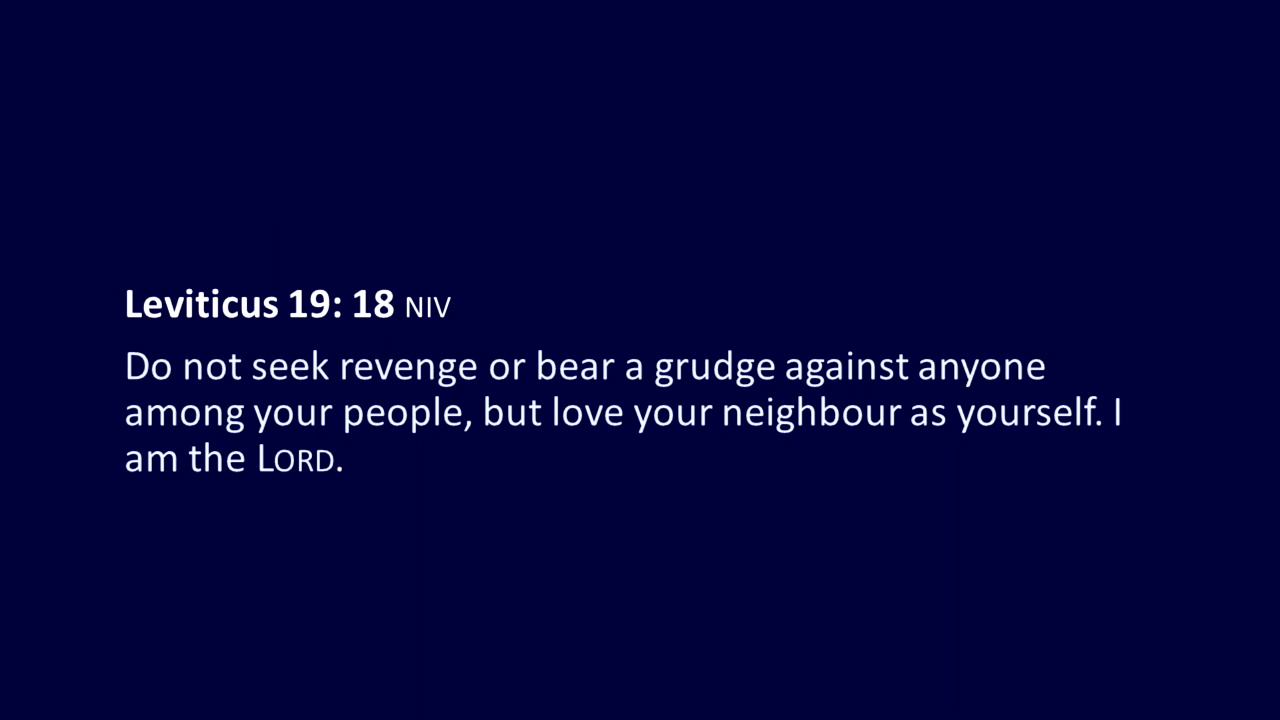 Leviticus 19: 18 NIV
Do not seek revenge or bear a grudge against anyone
among your people, but love your neighbour as yourself. I
am the LORD.